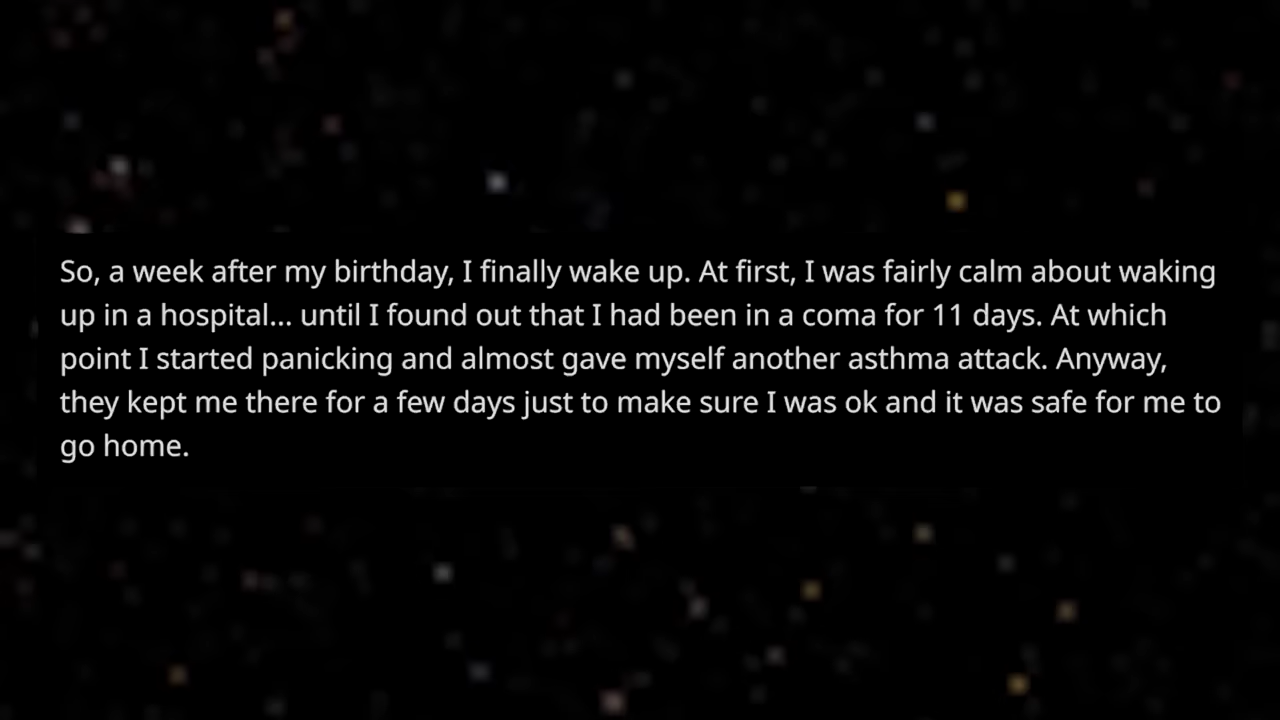 So, a week after my birthday, I finally wake up. At first, I was fairly calm about waking
up in a hospital... until I found out that I had been in a coma for 11 days. At which
point I started panicking and almost gave myself another asthma attack. Anyway,
they kept me there for a few days just to make sure I was ok and it was safe for me to
go home.